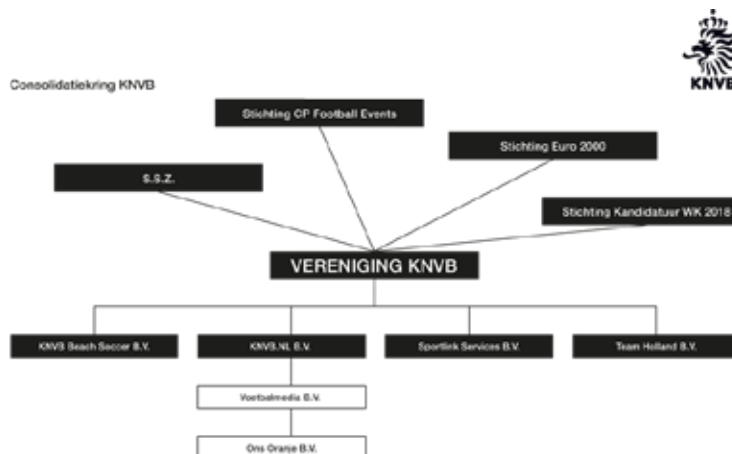 KNVB
Consolidatiekring KNVB
Stichting CP Football Events
Stichting Euro 2000
S.S.Z.
Stichting Kandidatuur WK 2018
VERENIGING KNVB
KNVB Beach Soccer B.V.
KNVB.NL B.V.
Sportlink Services B.V.
Team Holland B.V.
Voetbalmedia B.V.
Ons Oranje B.V.